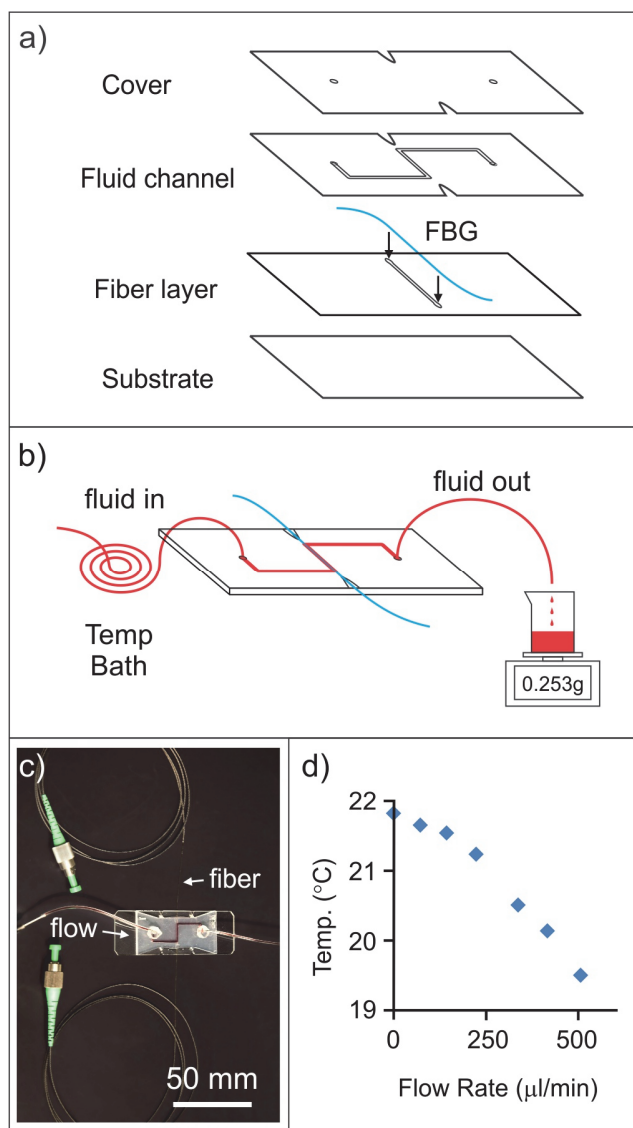 a)
Cover
Fluid channel
FBG
Fiber layer
Substrate
b)
fluid in
fluid out
Temp
Bath
0.253g
c)
fiber
flow
50 mm
d)
22
21
20
19
Temp. (°C)
0
250
500
Flow Rate (μl/min)